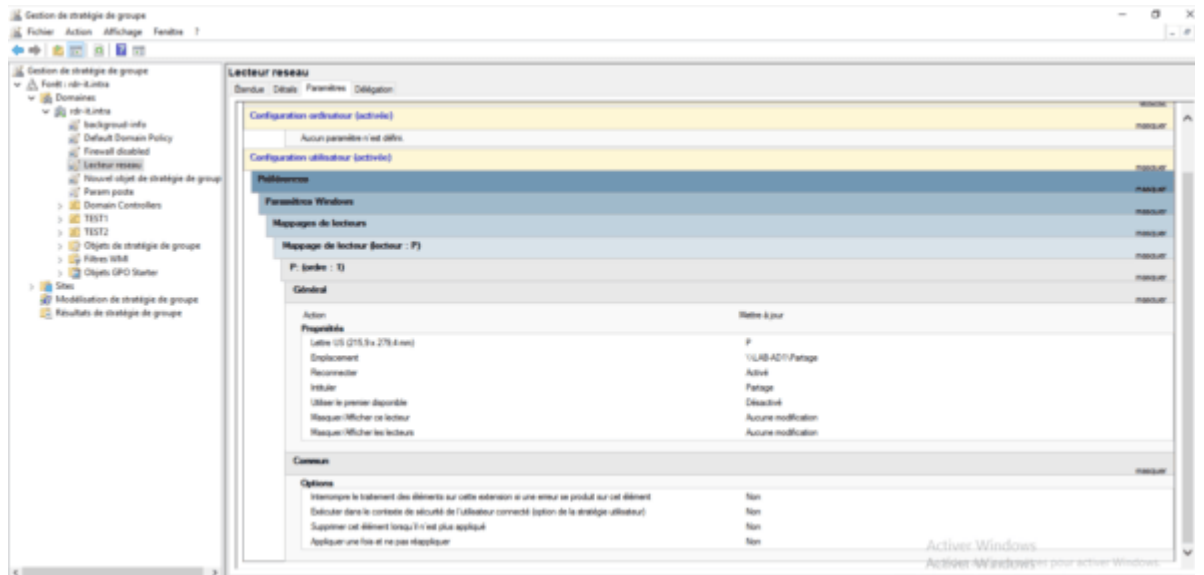 Gestion de stratégie de groupe
Fichier Action Affichage Fenêtre ?
Gestion de stratégie de groupe
Forêt : rdr-it.intra
Domaines
rdr-it.intra
backgroud-info
Default Domain Policy
Firewall disabled
Lecteur reseau
Nouvel objet de stratégie de group
Param poste
Domain Controllers
TEST1
TEST2
Objets de stratégie de groupe
Filtres WMI
Objets GPO Starter
Sites
Modélisation de stratégie de groupe
Résultats de stratégie de groupe
Lecteur reseau
Étendue Détails Paramètres Délégation
Configuration ordinateur (activée) masquer
Aucun paramètre n'est défini.
Configuration utilisateur (activée) masquer
Préférences masquer
Paramètres Windows masquer
Mappages de lecteurs masquer
Mappage de lecteur (lecteur : P) masquer
P: (ordre : 1) masquer
Général masquer
Action Mettre à jour
Propriétés
Lettre US (215,9 x 279,4 mm) P
Emplacement \\LAB-AD1\Partage
Reconnecter Activé
Intituler Partage
Utiliser le premier disponible Désactivé
Masquer/Afficher ce lecteur Aucune modification
Masquer/Afficher les lecteurs Aucune modification
Commun masquer
Options
Interrompre le traitement des éléments sur cette extension si une erreur se produit sur cet élément Non
Exécuter dans le contexte de sécurité de l'utilisateur connecté (option de la stratégie utilisateur) Non
Supprimer cet élément lorsqu'il n'est plus appliqué Non
Appliquer une fois et ne pas réappliquer Non
Activer Windows
pour activer Windows.